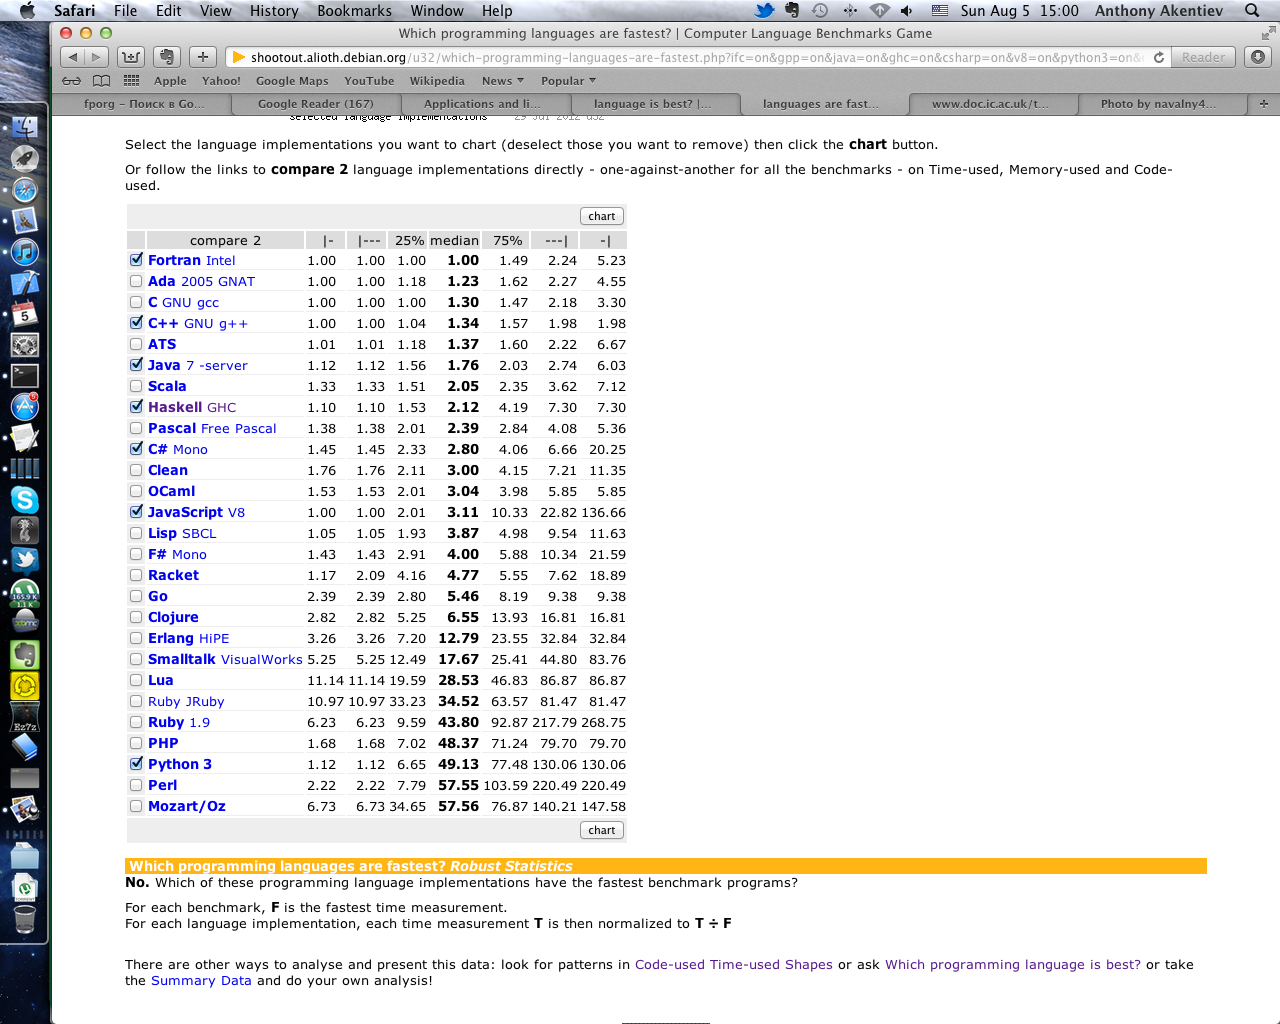 Safari File Edit View History Bookmarks Window Help Sun Aug 5 15:00 Anthony Akentiev
Which programming languages are fastest? | Computer Language Benchmarks Game
shootout.alioth.debian.org/u32/which-programming-languages-are-fastest.php?ifc=on&gpp=on&java=on&ghc=on&csharp=on&v8=on&python3=on& Reader
Apple Yahoo! Google Maps YouTube Wikipedia News Popular
fporg – Поиск в Go... Google Reader (167) Applications and li... language is best? |... languages are fast... www.doc.ic.ac.uk/t... Photo by navalny4...
selected language implementations 29 Jul 2012 u32
Select the language implementations you want to chart (deselect those you want to remove) then click the chart button.
Or follow the links to compare 2 language implementations directly - one-against-another for all the benchmarks - on Time-used, Memory-used and Code-
used.
chart
compare 2 |- |--- 25% median 75% ---| -|
Fortran Intel 1.00 1.00 1.00 1.00 1.49 2.24 5.23
Ada 2005 GNAT 1.00 1.00 1.18 1.23 1.62 2.27 4.55
C GNU gcc 1.00 1.00 1.00 1.30 1.47 2.18 3.30
C++ GNU g++ 1.00 1.00 1.04 1.34 1.57 1.98 1.98
ATS 1.01 1.01 1.18 1.37 1.60 2.22 6.67
Java 7 -server 1.12 1.12 1.56 1.76 2.03 2.74 6.03
Scala 1.33 1.33 1.51 2.05 2.35 3.62 7.12
Haskell GHC 1.10 1.10 1.53 2.12 4.19 7.30 7.30
Pascal Free Pascal 1.38 1.38 2.01 2.39 2.84 4.08 5.36
C# Mono 1.45 1.45 2.33 2.80 4.06 6.66 20.25
Clean 1.76 1.76 2.11 3.00 4.15 7.21 11.35
OCaml 1.53 1.53 2.01 3.04 3.98 5.85 5.85
JavaScript V8 1.00 1.00 2.01 3.11 10.33 22.82 136.66
Lisp SBCL 1.05 1.05 1.93 3.87 4.98 9.54 11.63
F# Mono 1.43 1.43 2.91 4.00 5.88 10.34 21.59
Racket 1.17 2.09 4.16 4.77 5.55 7.62 18.89
Go 2.39 2.39 2.80 5.46 8.19 9.38 9.38
Clojure 2.82 2.82 5.25 6.55 13.93 16.81 16.81
Erlang HiPE 3.26 3.26 7.20 12.79 23.55 32.84 32.84
Smalltalk VisualWorks 5.25 5.25 12.49 17.67 25.41 44.80 83.76
Lua 11.14 11.14 19.59 28.53 46.83 86.87 86.87
Ruby JRuby 10.97 10.97 33.23 34.52 63.57 81.47 81.47
Ruby 1.9 6.23 6.23 9.59 43.80 92.87 217.79 268.75
PHP 1.68 1.68 7.02 48.37 71.24 79.70 79.70
Python 3 1.12 1.12 6.65 49.13 77.48 130.06 130.06
Perl 2.22 2.22 7.79 57.55 103.59 220.49 220.49
Mozart/Oz 6.73 6.73 34.65 57.56 76.87 140.21 147.58
chart
Which programming languages are fastest? Robust Statistics
No. Which of these programming language implementations have the fastest benchmark programs?
For each benchmark, F is the fastest time measurement.
For each language implementation, each time measurement T is then normalized to T ÷ F
There are other ways to analyse and present this data: look for patterns in Code-used Time-used Shapes or ask Which programming language is best? or take
the Summary Data and do your own analysis!